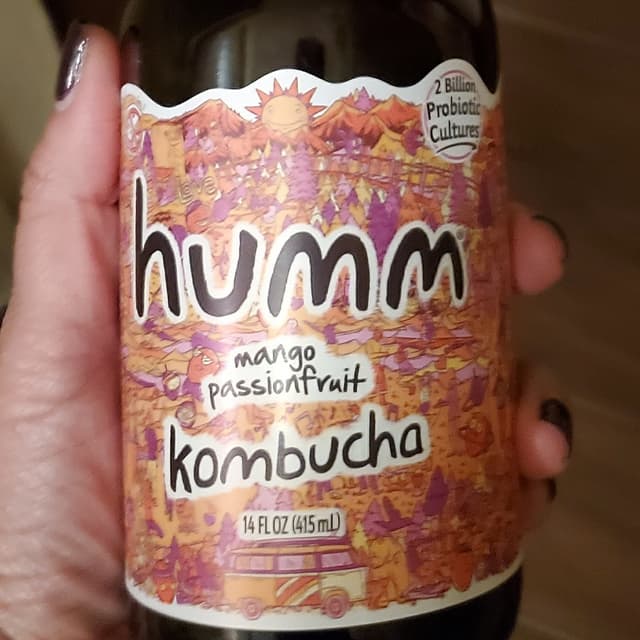 2 Billion
Probiotic
Cultures
humm
mango
passionfruit
kombucha
14 FL OZ (415 mL)